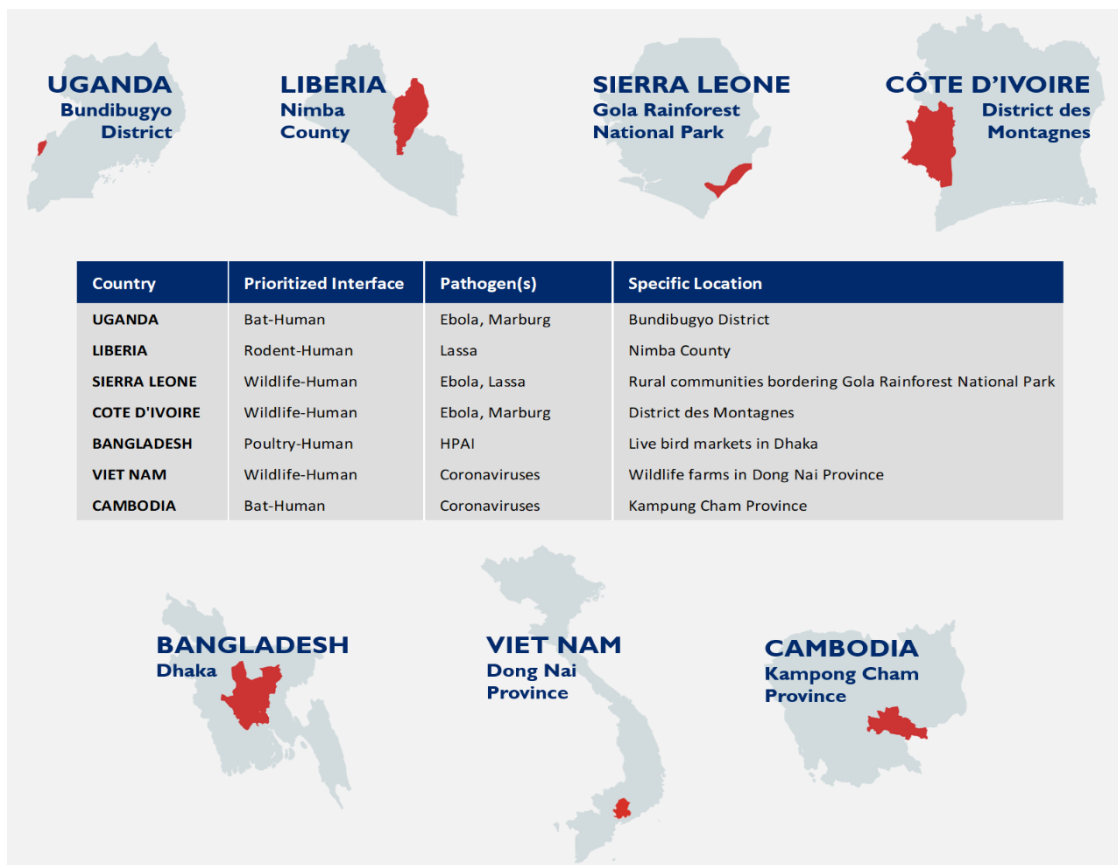 UGANDA
Bundibugyo
District
LIBERIA
Nimba
County
SIERRA LEONE
Gola Rainforest
National Park
CÔTE D’IVOIRE
District des
Montagnes
Country Prioritized Interface Pathogen(s) Specific Location
UGANDA Bat-Human Ebola, Marburg Bundibugyo District
LIBERIA Rodent-Human Lassa Nimba County
SIERRA LEONE Wildlife-Human Ebola, Lassa Rural communities bordering Gola Rainforest National Park
COTE D'IVOIRE Wildlife-Human Ebola, Marburg District des Montagnes
BANGLADESH Poultry-Human HPAI Live bird markets in Dhaka
VIET NAM Wildlife-Human Coronaviruses Wildlife farms in Dong Nai Province
CAMBODIA Bat-Human Coronaviruses Kampung Cham Province
BANGLADESH
Dhaka
VIET NAM
Dong Nai
Province
CAMBODIA
Kampong Cham
Province